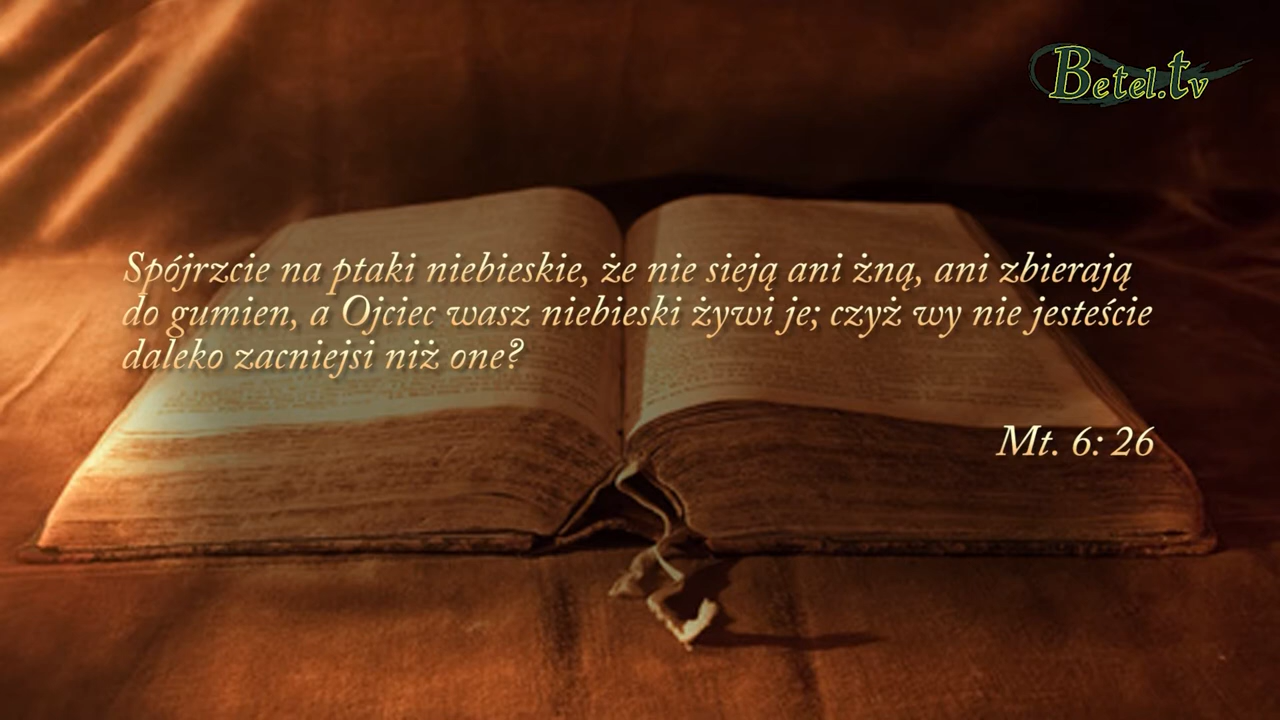 Betel.tv
Spójrzcie na ptaki niebieskie, że nie sieją ani żną, ani zbierają
do gumien, a Ojciec wasz niebieski żywi je; czyż wy nie jesteście
daleko zacniejsi niż one?
Mt. 6: 26